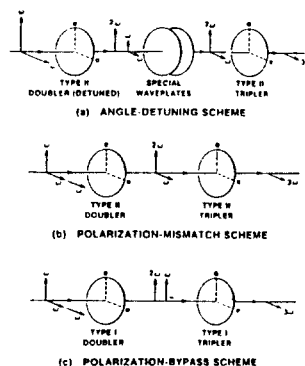 ω 2ω ω 2ω
o o
ω e ω ω e 3ω
TYPE II SPECIAL TYPE II
DOUBLER (DETUNED) WAVEPLATES TRIPLER
(a) ANGLE-DETUNING SCHEME
ω o 2ω o
ω e ω e 3ω
TYPE II TYPE II
DOUBLER TRIPLER
(b) POLARIZATION-MISMATCH SCHEME
ω o 2ω ω o
e e 3ω
TYPE I TYPE I
DOUBLER TRIPLER
(c) POLARIZATION-BYPASS SCHEME